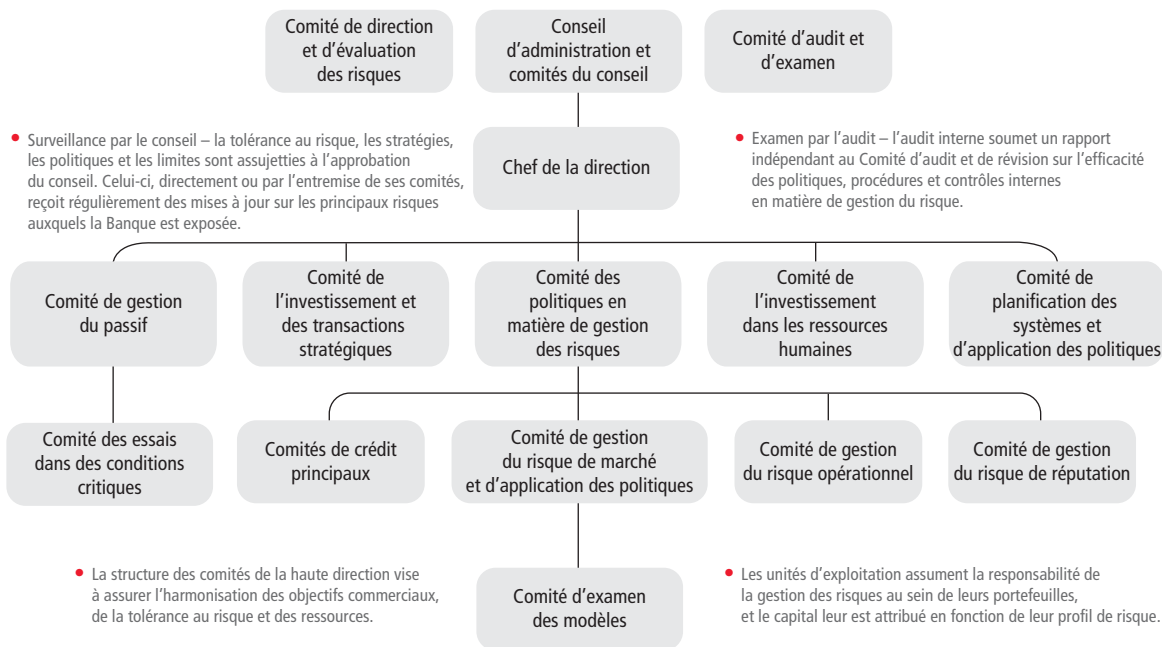 Comité de direction
et d'évaluation
des risques
Conseil
d'administration et
comités du conseil
Comité d'audit et
d'examen
• Surveillance par le conseil – la tolérance au risque, les stratégies,
les politiques et les limites sont assujetties à l'approbation
du conseil. Celui-ci, directement ou par l'entremise de ses comités,
reçoit régulièrement des mises à jour sur les principaux risques
auxquels la Banque est exposée.
Chef de la direction
• Examen par l'audit – l'audit interne soumet un rapport
indépendant au Comité d'audit et de révision sur l'efficacité
des politiques, procédures et contrôles internes
en matière de gestion du risque.
Comité de gestion
du passif
Comité de
l'investissement et
des transactions
stratégiques
Comité des
politiques en
matière de gestion
des risques
Comité de
l'investissement
dans les ressources
humaines
Comité de
planification des
systèmes et
d'application des politiques
Comité des essais
dans des conditions
critiques
Comités de crédit
principaux
Comité de gestion
du risque de marché
et d'application des politiques
Comité de gestion
du risque opérationnel
Comité de gestion
du risque de réputation
• La structure des comités de la haute direction vise
à assurer l'harmonisation des objectifs commerciaux,
de la tolérance au risque et des ressources.
Comité d'examen
des modèles
• Les unités d'exploitation assument la responsabilité de
la gestion des risques au sein de leurs portefeuilles,
et le capital leur est attribué en fonction de leur profil de risque.